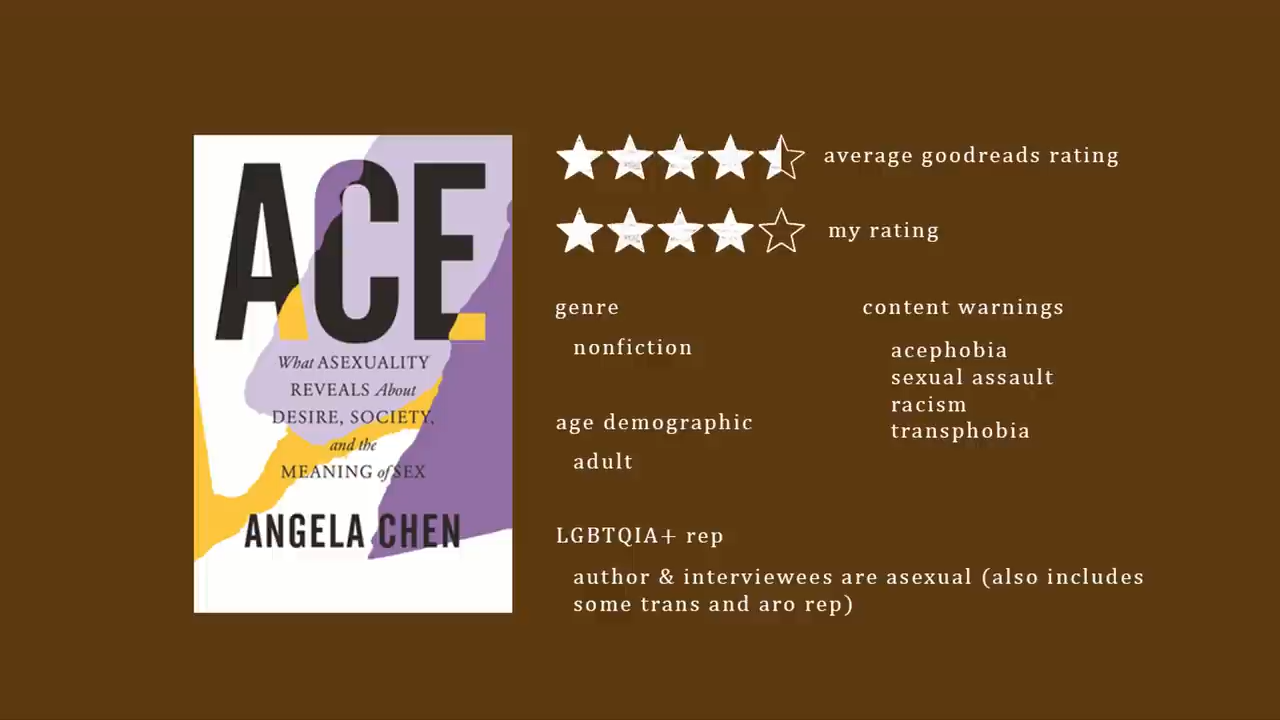 ACE
What ASEXUALITY
REVEALS About
DESIRE, SOCIETY,
and the
MEANING of SEX
ANGELA CHEN
average goodreads rating
my rating
genre
nonfiction
age demographic
adult
content warnings
acephobia
sexual assault
racism
transphobia
LGBTQIA+ rep
author & interviewees are asexual (also includes
some trans and aro rep)